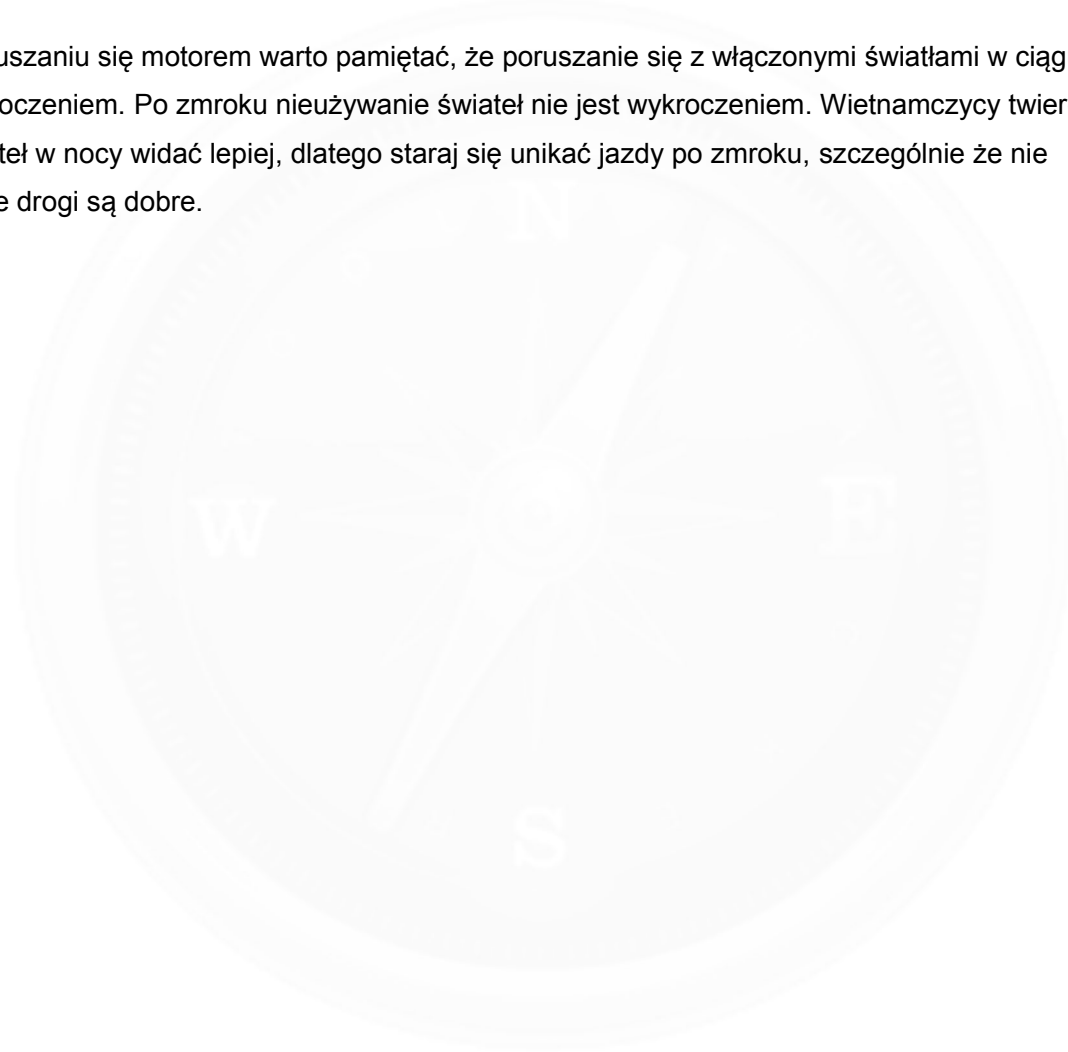 uszaniu się motorem warto pamiętać, że poruszanie się z włączonymi światłami w ciąg
oczeniem. Po zmroku nieużywanie świateł nie jest wykroczeniem. Wietnamczycy twier
teł w nocy widać lepiej, dlatego staraj się unikać jazdy po zmroku, szczególnie że nie
e drogi są dobre.
N
W
E
S